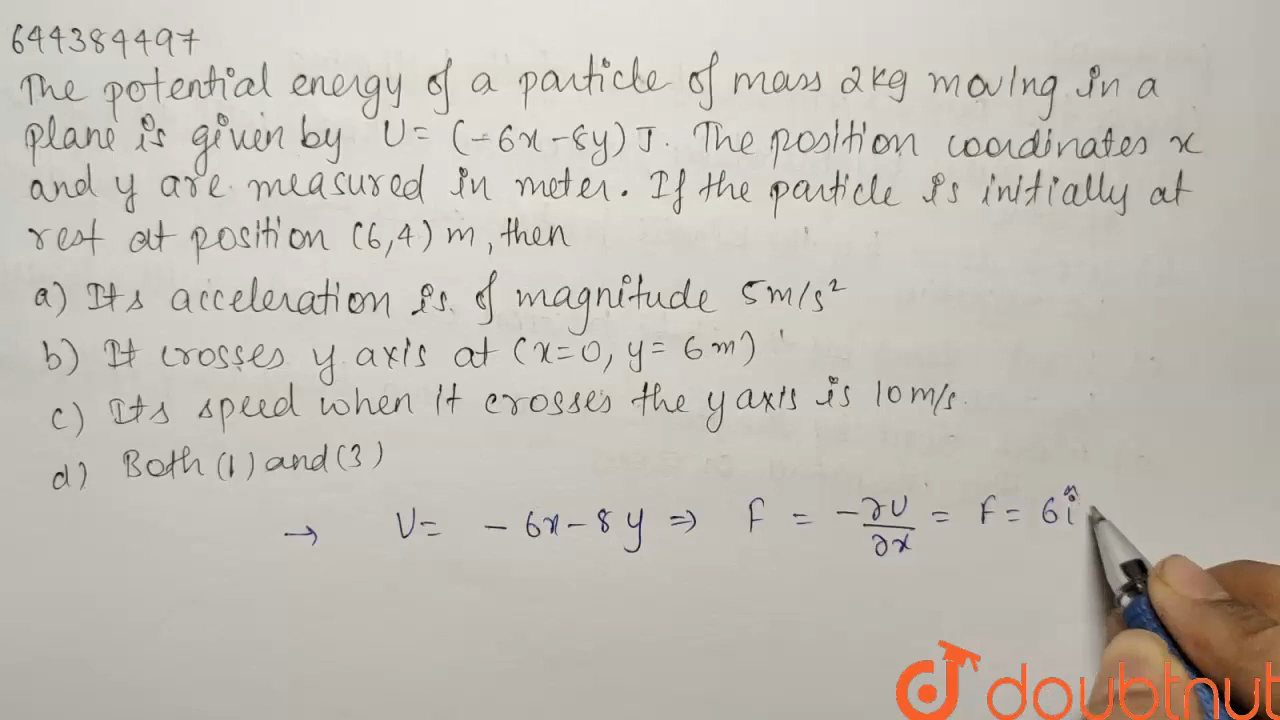 644384497
The potential energy of a particle of mass 2kg moving in a
plane is given by U= (-6x-8y) J. The position coordinates x
and y are measured in meter. If the particle is initially at
rest at position (6,4) m, then
a) Its acceleration is of magnitude 5m/s²
b) It crosses y axis at (x=0, y= 6m)
c) Its speed when it crosses the y axis is 10m/s.
d) Both (1) and (3)
→ U= -6x-8y ⇒ F = -∂U/∂x = F= 6î
doubtnut